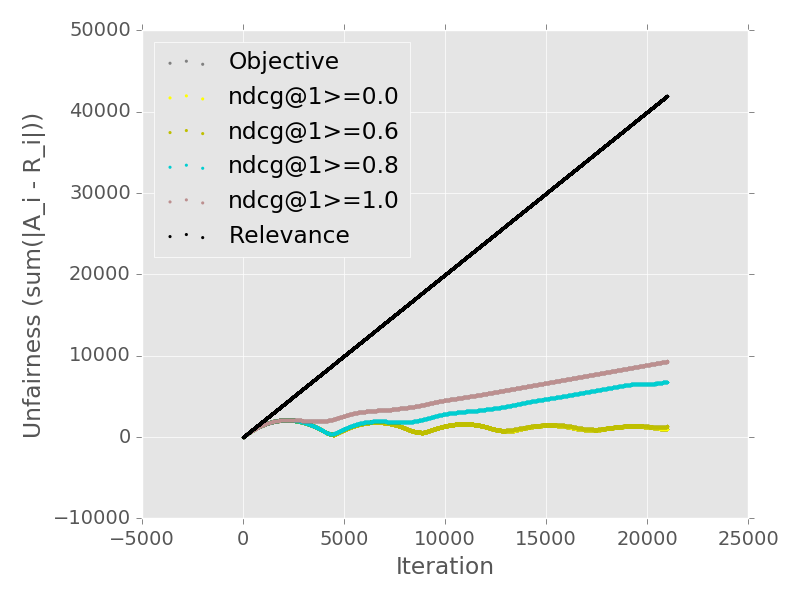 50000
40000
30000
20000
10000
0
−10000
Unfairness (sum(|A_i - R_i|))
Objective
ndcg@1>=0.0
ndcg@1>=0.6
ndcg@1>=0.8
ndcg@1>=1.0
Relevance
−5000 0 5000 10000 15000 20000 25000
Iteration